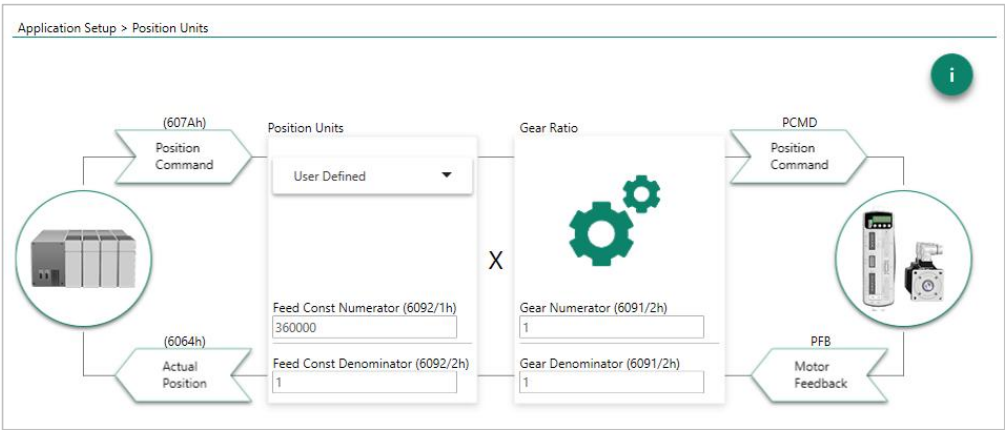 Application Setup > Position Units
i
(607Ah)
Position
Command
Position Units
User Defined
Gear Ratio
PCMD
Position
Command
X
Feed Const Numerator (6092/1h)
360000
Gear Numerator (6091/2h)
1
(6064h)
Actual
Position
Feed Const Denominator (6092/2h)
1
Gear Denominator (6091/2h)
1
PFB
Motor
Feedback